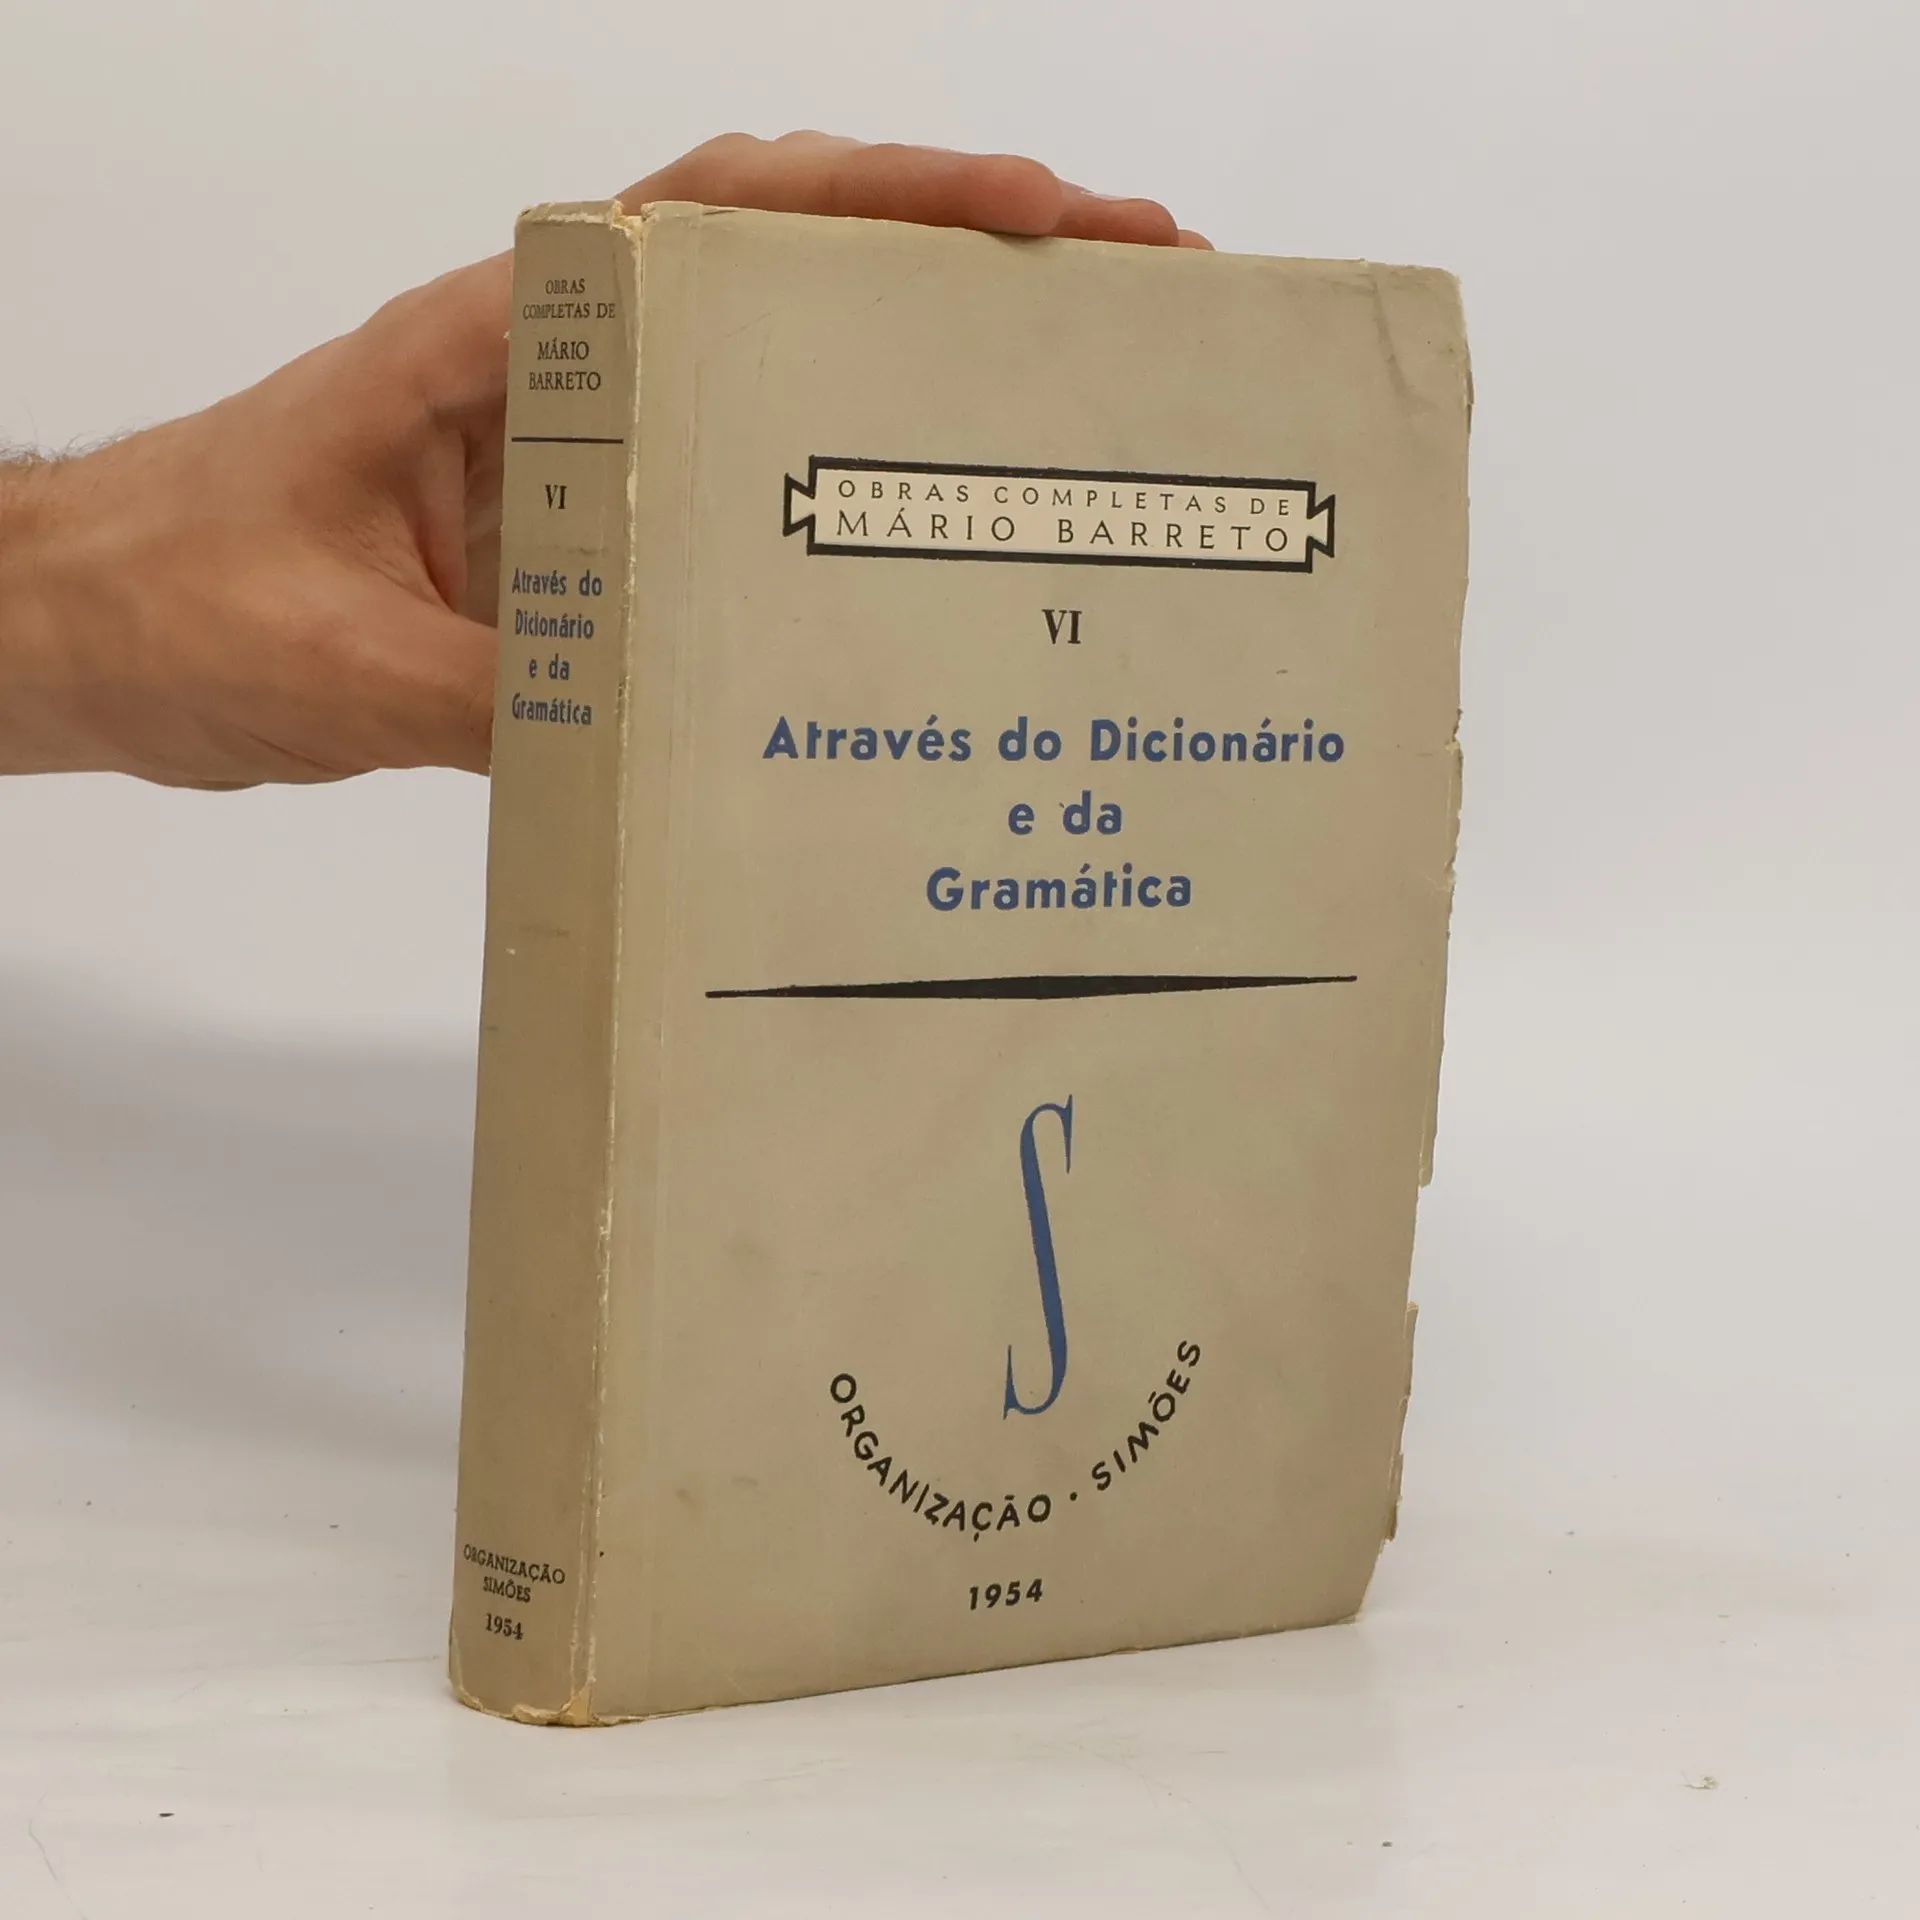 OBRAS
COMPLETAS DE
MÁRIO
BARRETO
VI
Através do
Dicionário
e da
Gramática
ORGANIZAÇÃO
SIMÕES
1954
OBRAS COMPLETAS DE
MÁRIO BARRETO
VI
Através do Dicionário
e da
Gramática
S
ORGANIZAÇÃO · SIMÕES
1954